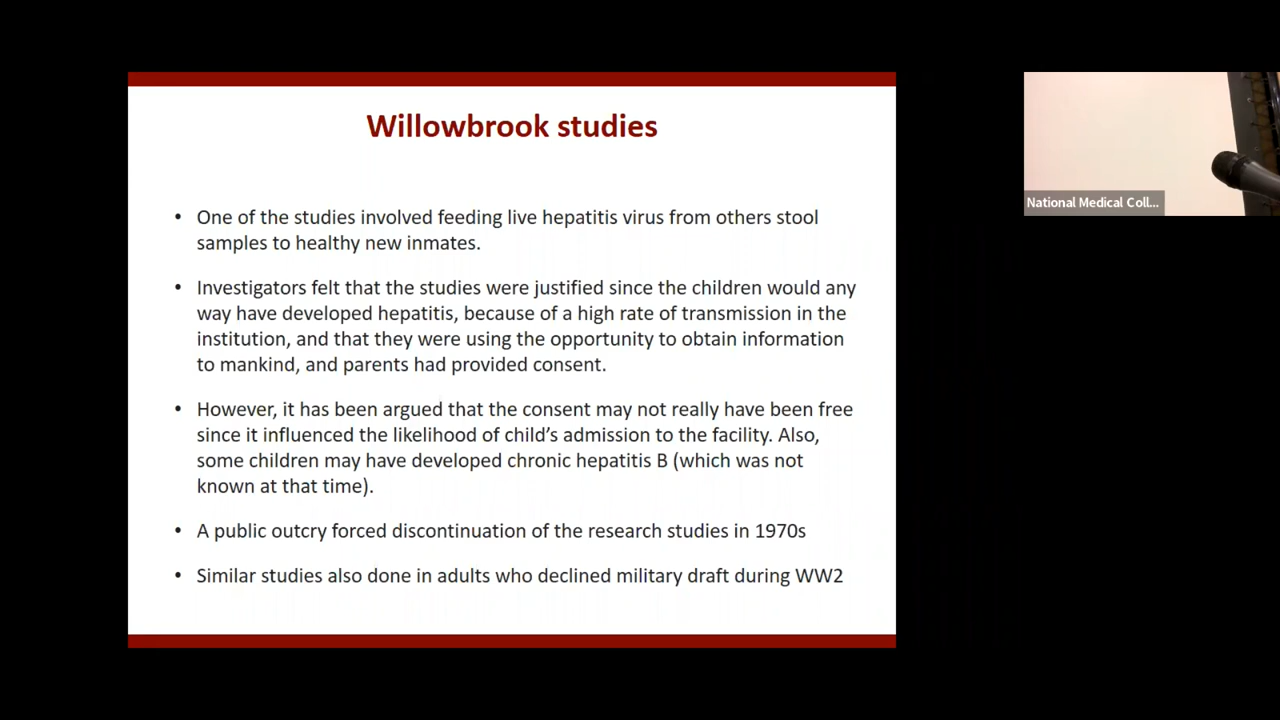 Willowbrook studies
• One of the studies involved feeding live hepatitis virus from others stool
samples to healthy new inmates.
• Investigators felt that the studies were justified since the children would any
way have developed hepatitis, because of a high rate of transmission in the
institution, and that they were using the opportunity to obtain information
to mankind, and parents had provided consent.
• However, it has been argued that the consent may not really have been free
since it influenced the likelihood of child’s admission to the facility. Also,
some children may have developed chronic hepatitis B (which was not
known at that time).
• A public outcry forced discontinuation of the research studies in 1970s
• Similar studies also done in adults who declined military draft during WW2
National Medical Coll...